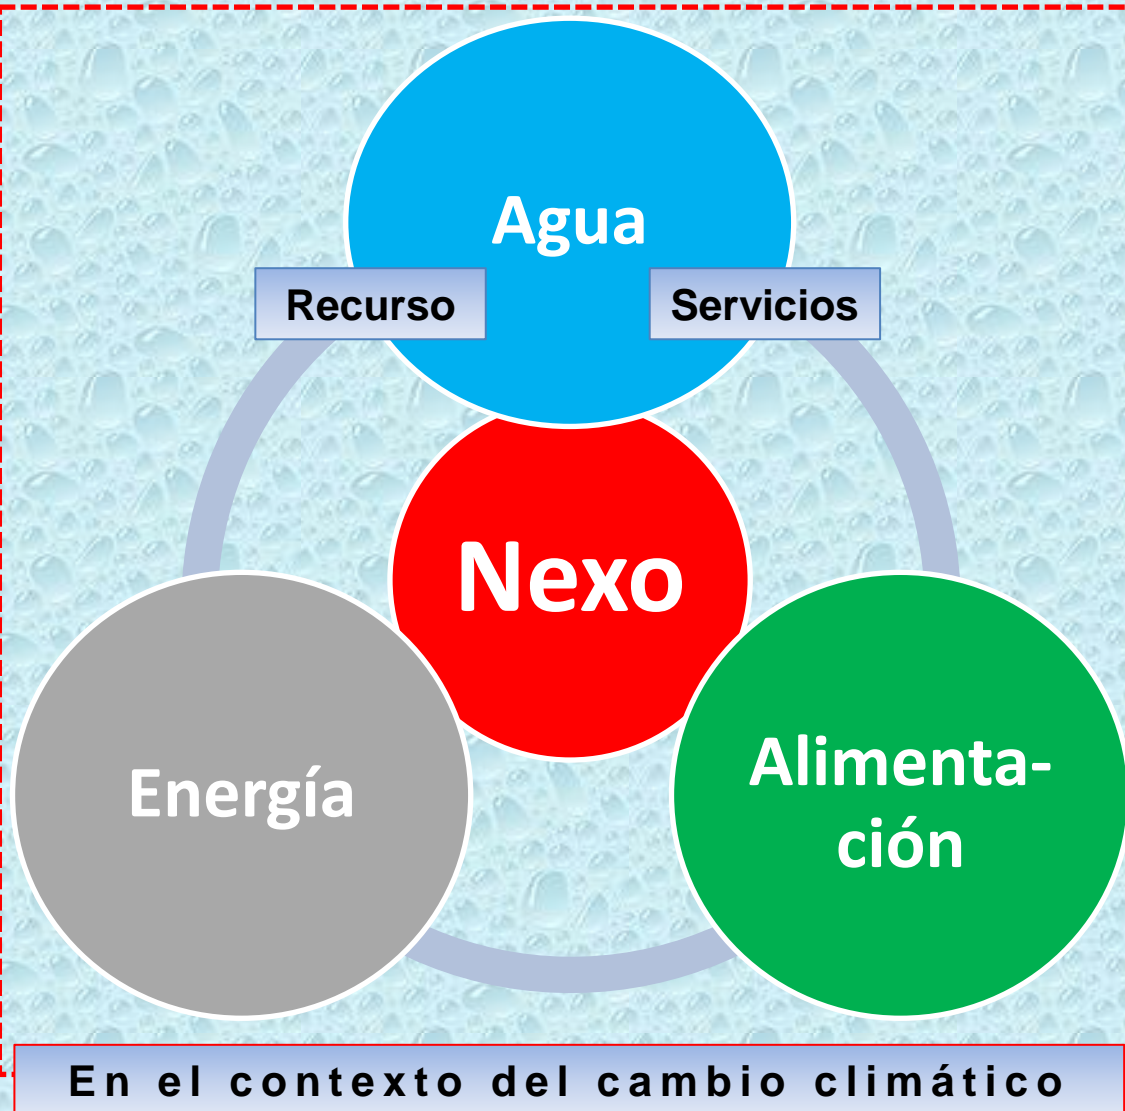 Agua
Recurso
Servicios
Nexo
Energía
Alimenta-
ción
En el contexto del cambio climático